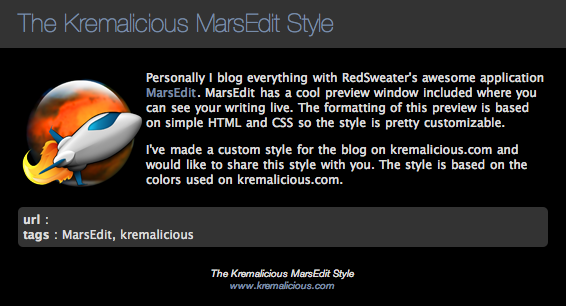 The Kremalicious MarsEdit Style
Personally I blog everything with RedSweater's awesome application
MarsEdit. MarsEdit has a cool preview window included where you
can see your writing live. The formatting of this preview is based
on simple HTML and CSS so the style is pretty customizable.
I've made a custom style for the blog on kremalicious.com and
would like to share this style with you. The style is based on the
colors used on kremalicious.com.
url :
tags : MarsEdit, kremalicious
The Kremalicious MarsEdit Style
www.kremalicious.com